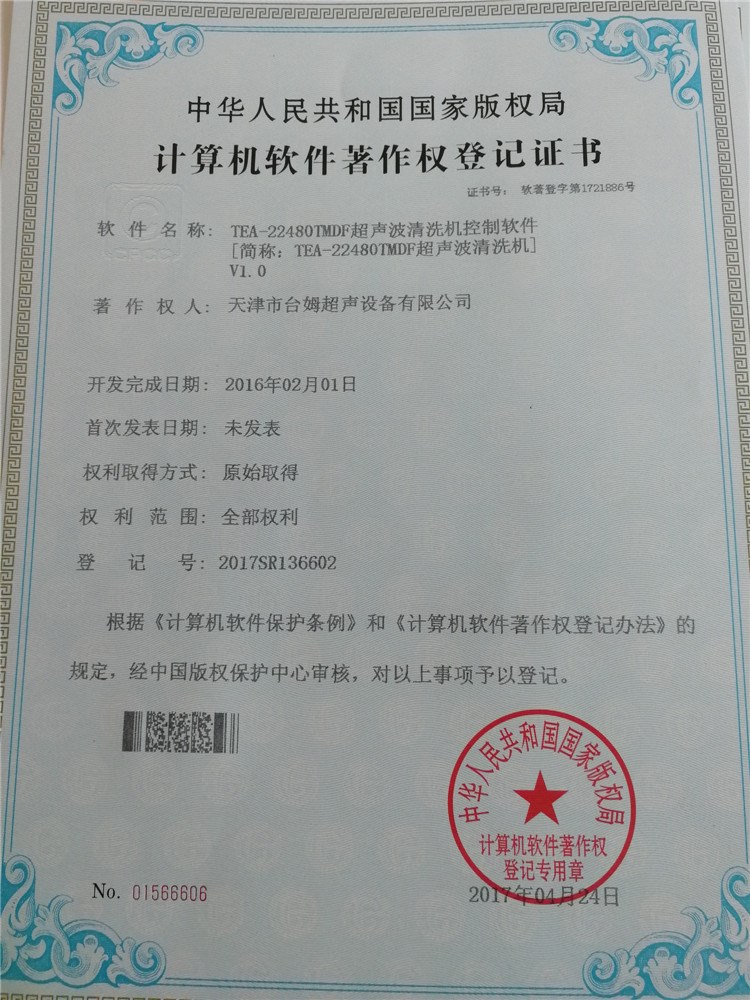 中华人民共和国国家版权局
计算机软件著作权登记证书
证书号： 软著登字第1721886号
软件名称： TEA-22480TMDF超声波清洗机控制软件
[简称：TEA-22480TMDF超声波清洗机]
V1.0
著作权人： 天津市台姆超声设备有限公司
开发完成日期： 2016年02月01日
首次发表日期： 未发表
权利取得方式： 原始取得
权利范围： 全部权利
登记号： 2017SR136602
根据《计算机软件保护条例》和《计算机软件著作权登记办法》的
规定，经中国版权保护中心审核，对以上事项予以登记。
中华人民共和国国家版权局
计算机软件著作权
登记专用章
No. 01566606
2017年04月24日